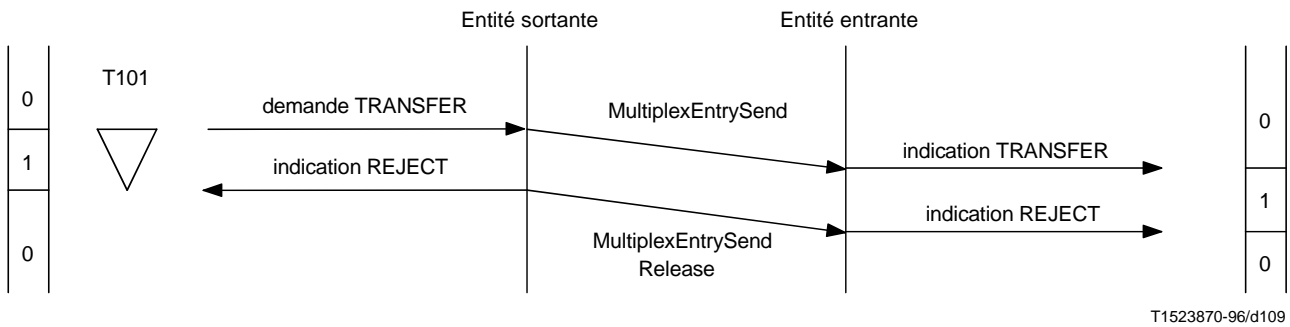 Entité sortante
Entité entrante
T101
0
1
0
demande TRANSFER
indication REJECT
MultiplexEntrySend
MultiplexEntrySend
Release
indication TRANSFER
indication REJECT
0
1
0
T1523870-96/d109